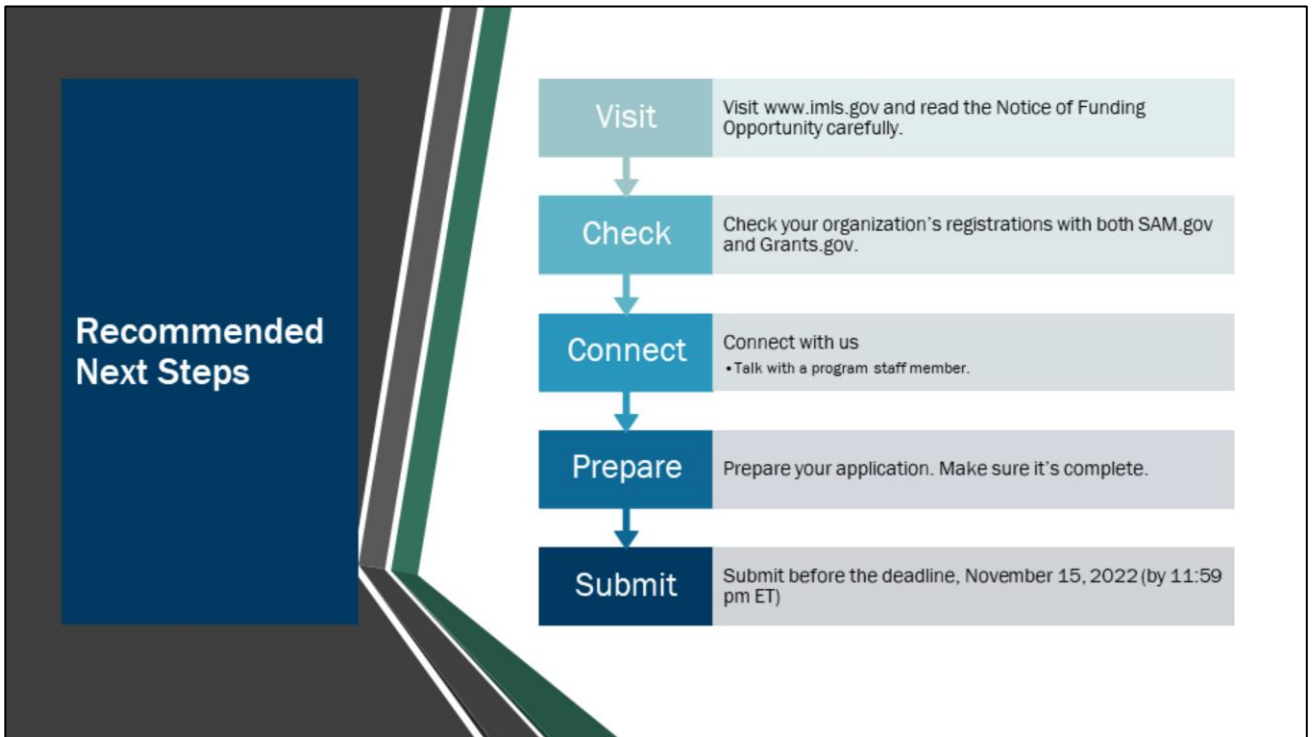 Recommended
Next Steps
Visit
Visit www.imls.gov and read the Notice of Funding
Opportunity carefully.
Check
Check your organization’s registrations with both SAM.gov
and Grants.gov.
Connect
Connect with us
• Talk with a program staff member.
Prepare
Prepare your application. Make sure it’s complete.
Submit
Submit before the deadline, November 15, 2022 (by 11:59
pm ET)